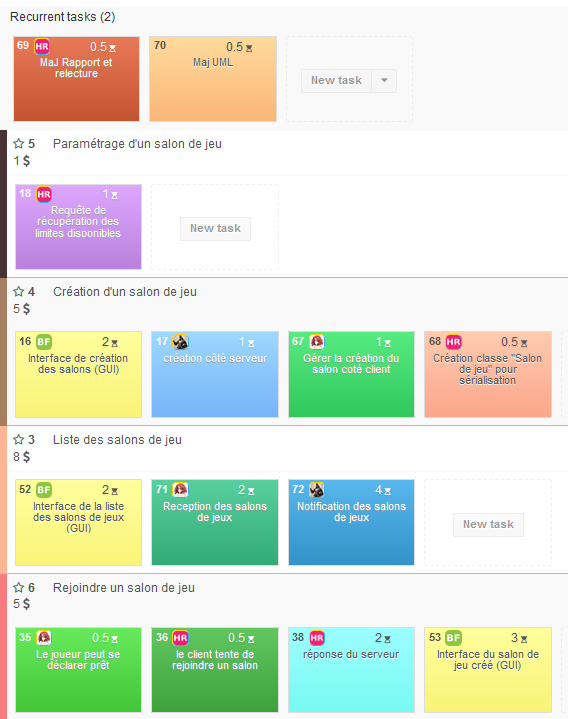 Recurrent tasks (2)
69 HR 0.5
MaJ Rapport et
relecture
70 0.5
Maj UML
New task
5 Paramétrage d'un salon de jeu
1 $
18 HR 1
Requête de
récupération des
limites disponibles
New task
4 Création d'un salon de jeu
5 $
16 BF 2
Interface de création
des salons (GUI)
17 1
création côté serveur
67 1
Gérer la création du
salon coté client
68 HR 0.5
Création classe "Salon
de jeu" pour
sérialisation
3 Liste des salons de jeu
8 $
52 BF 2
Interface de la liste
des salons de jeux
(GUI)
71 2
Reception des salons
de jeux
72 4
Notification des salons
de jeux
New task
6 Rejoindre un salon de jeu
5 $
35 0.5
Le joueur peut se
déclarer prêt
36 HR 0.5
le client tente de
rejoindre un salon
38 HR 2
réponse du serveur
53 BF 3
Interface du salon de
jeu créé (GUI)